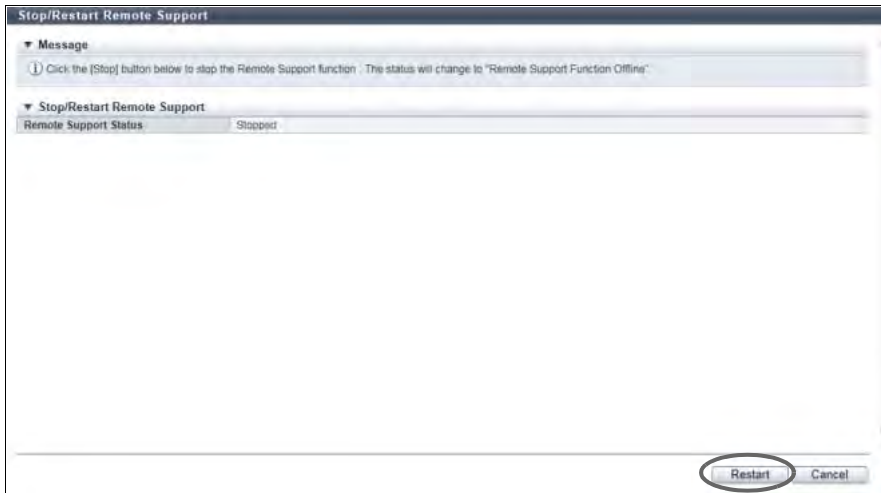 Stop/Restart Remote Support
Message
Click the [Stop] button below to stop the Remote Support function . The status will change to "Remote Support Function Offline".
Stop/Restart Remote Support
Remote Support Status Stopped
Restart Cancel